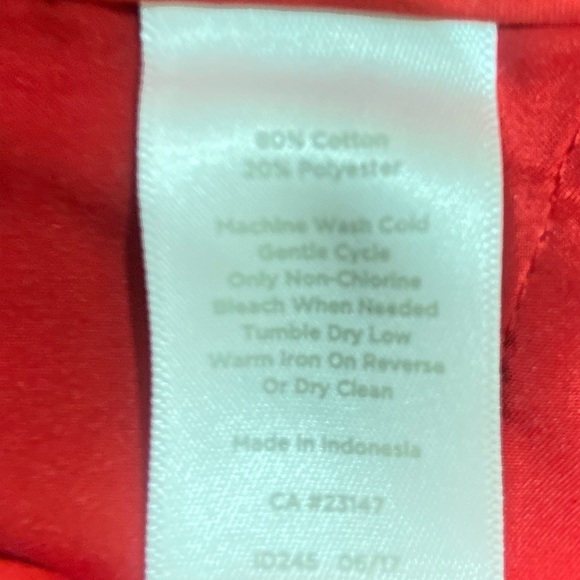 80% Cotton
20% Polyester
Machine Wash Cold
Gentle Cycle
Only Non-Chlorine
Bleach When Needed
Tumble Dry Low
Warm Iron On Reverse
Or Dry Clean
Made in Indonesia
CA #23147
ID245 06/17